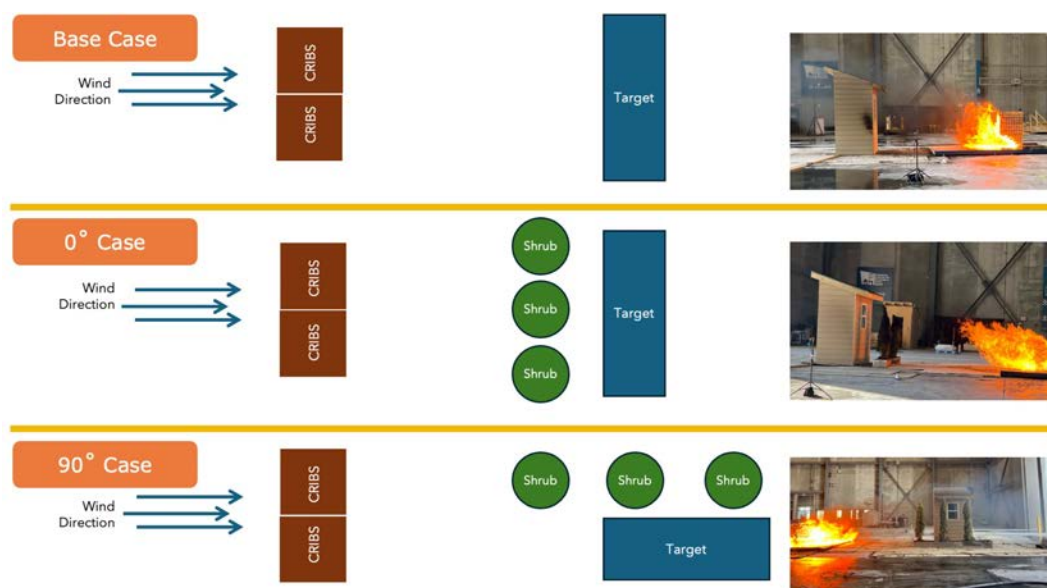 Base Case
Wind
Direction
CRIBS
CRIBS
Target
0° Case
Wind
Direction
CRIBS
CRIBS
Shrub
Shrub
Shrub
Target
90° Case
Wind
Direction
CRIBS
CRIBS
Shrub
Shrub
Shrub
Target